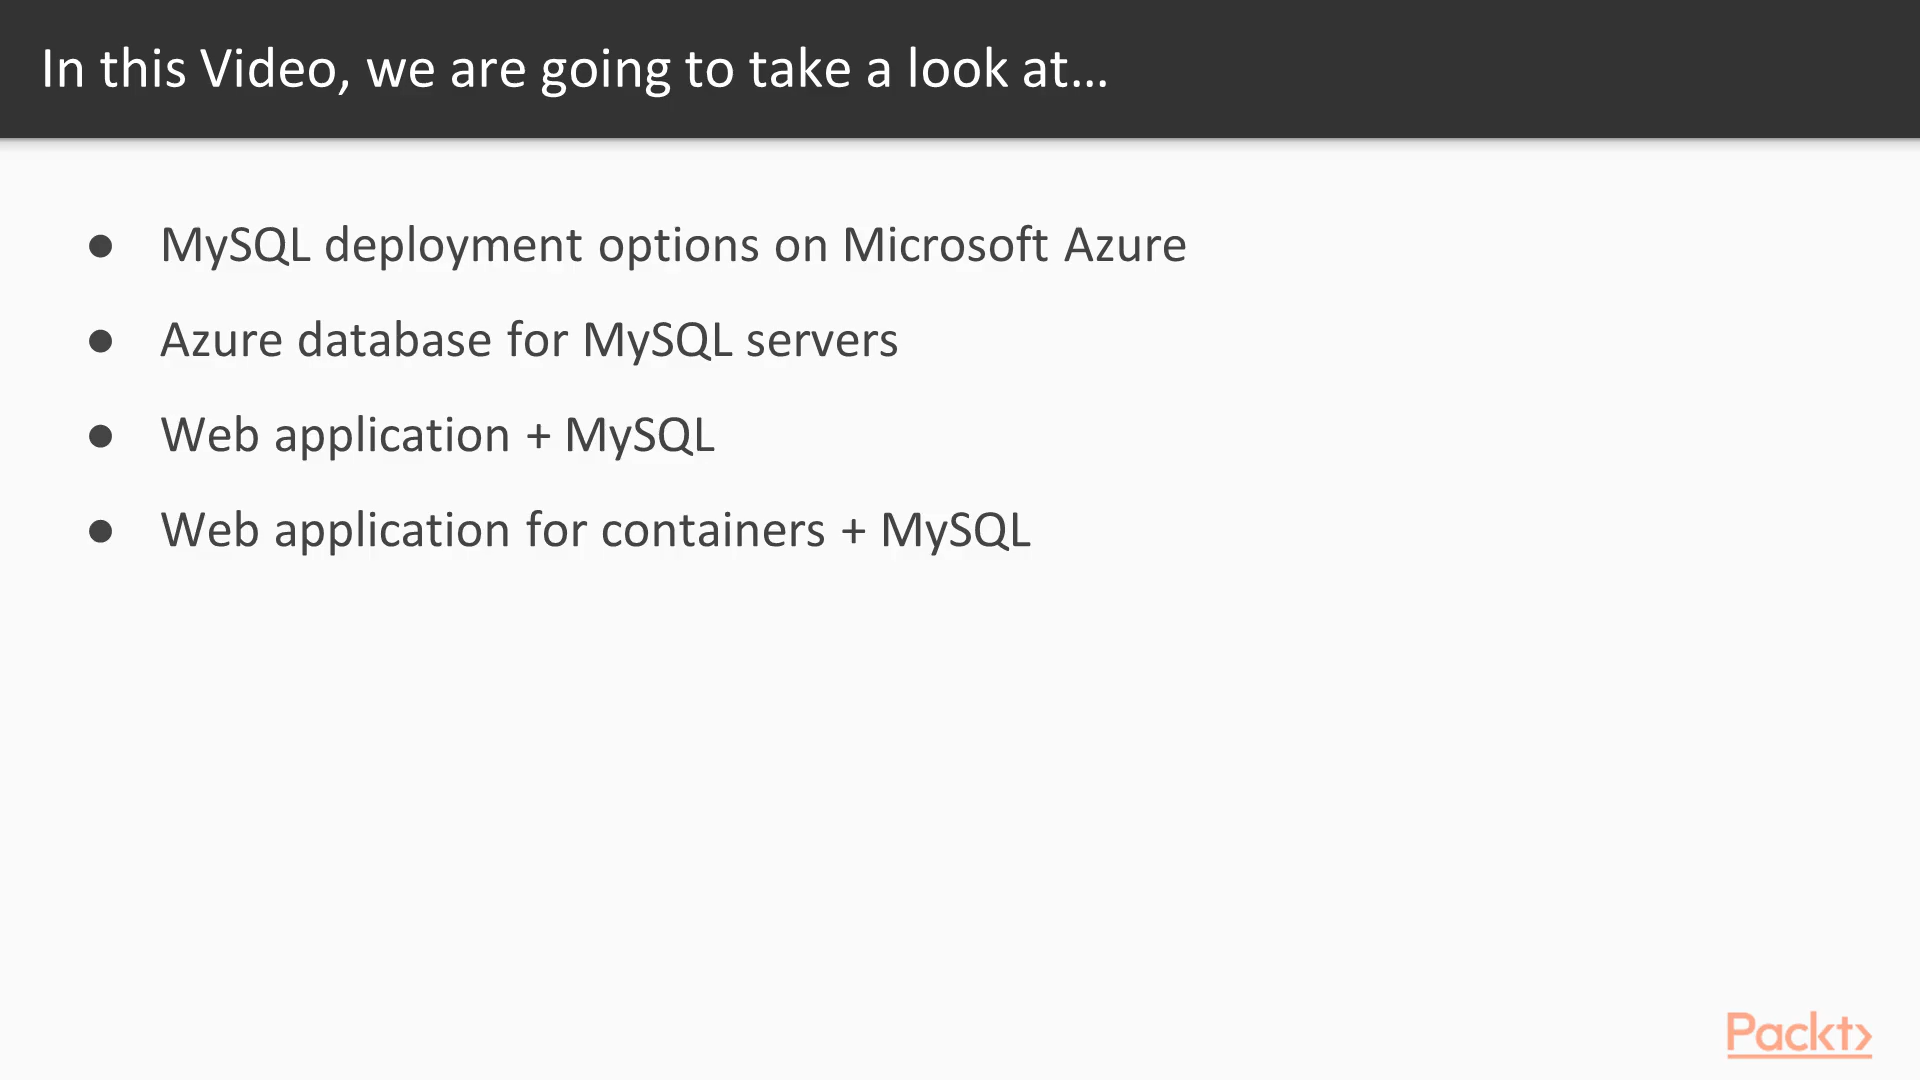 In this Video, we are going to take a look at...
● MySQL deployment options on Microsoft Azure
● Azure database for MySQL servers
● Web application + MySQL
● Web application for containers + MySQL
Packt>